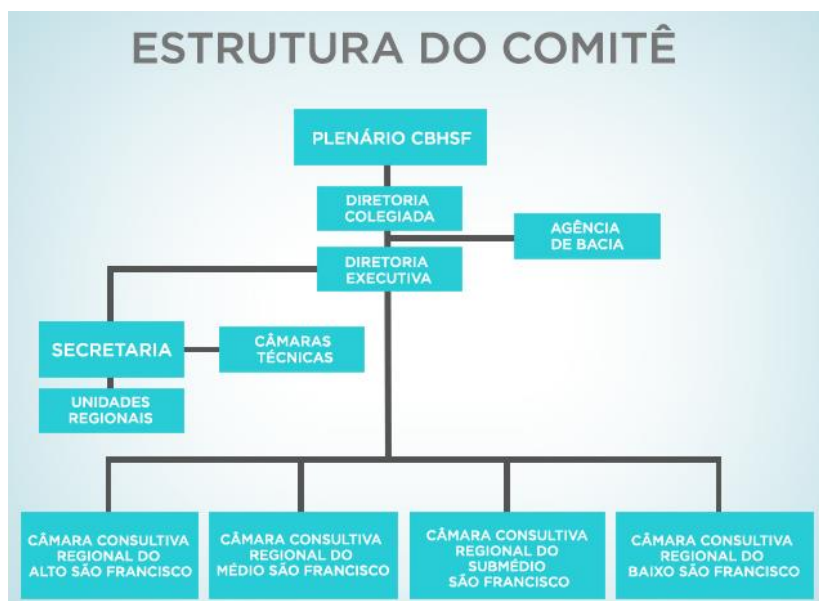 ESTRUTURA DO COMITÊ
PLENÁRIO CBHSF
DIRETORIA
COLEGIADA
AGÊNCIA
DE BACIA
DIRETORIA
EXECUTIVA
SECRETARIA
CÂMARAS
TÉCNICAS
UNIDADES
REGIONAIS
CÂMARA CONSULTIVA
REGIONAL DO
ALTO SÃO FRANCISCO
CÂMARA CONSULTIVA
REGIONAL DO
MÉDIO SÃO FRANCISCO
CÂMARA CONSULTIVA
REGIONAL DO
SUBMÉDIO
SÃO FRANCISCO
CÂMARA CONSULTIVA
REGIONAL DO
BAIXO SÃO FRANCISCO